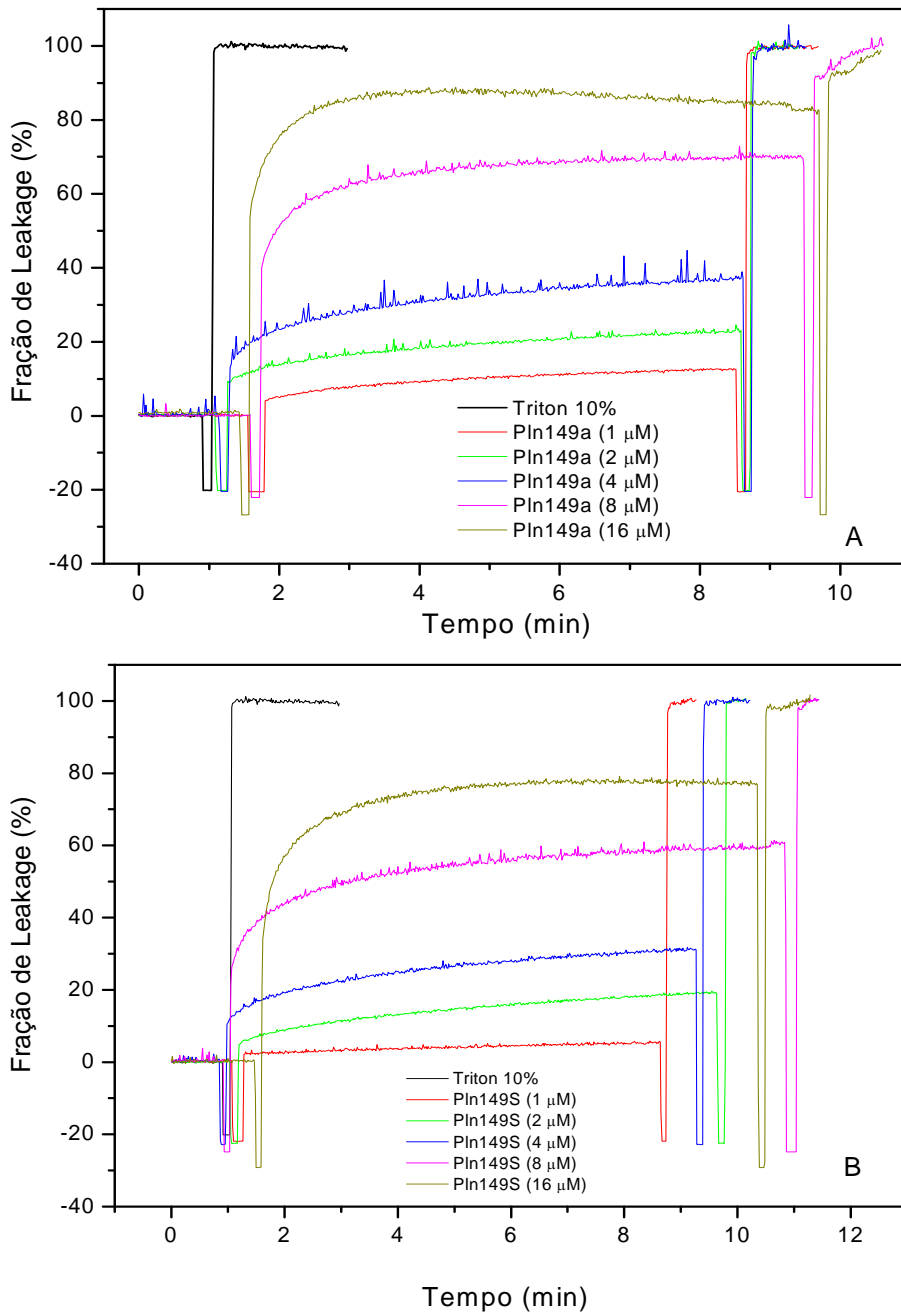 100
80
60
40
20
0
-20
-40
Fração de Leakage (%)
Triton 10%
Pln149a (1 μM)
Pln149a (2 μM)
Pln149a (4 μM)
Pln149a (8 μM)
Pln149a (16 μM)
A
0 2 4 6 8 10
Tempo (min)
100
80
60
40
20
0
-20
-40
Fração de Leakage (%)
Triton 10%
Pln149S (1 μM)
Pln149S (2 μM)
Pln149S (4 μM)
Pln149S (8 μM)
Pln149S (16 μM)
B
0 2 4 6 8 10 12
Tempo (min)